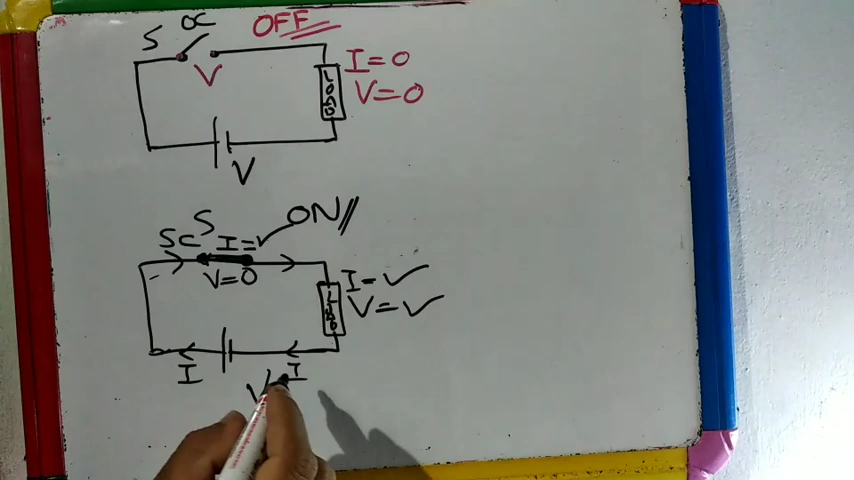 OC OFF
S
V
I = 0
V = 0
LOAD
V
ON
S
SC I = ✓
V = 0
I = ✓
V = ✓
LOAD
I I
V